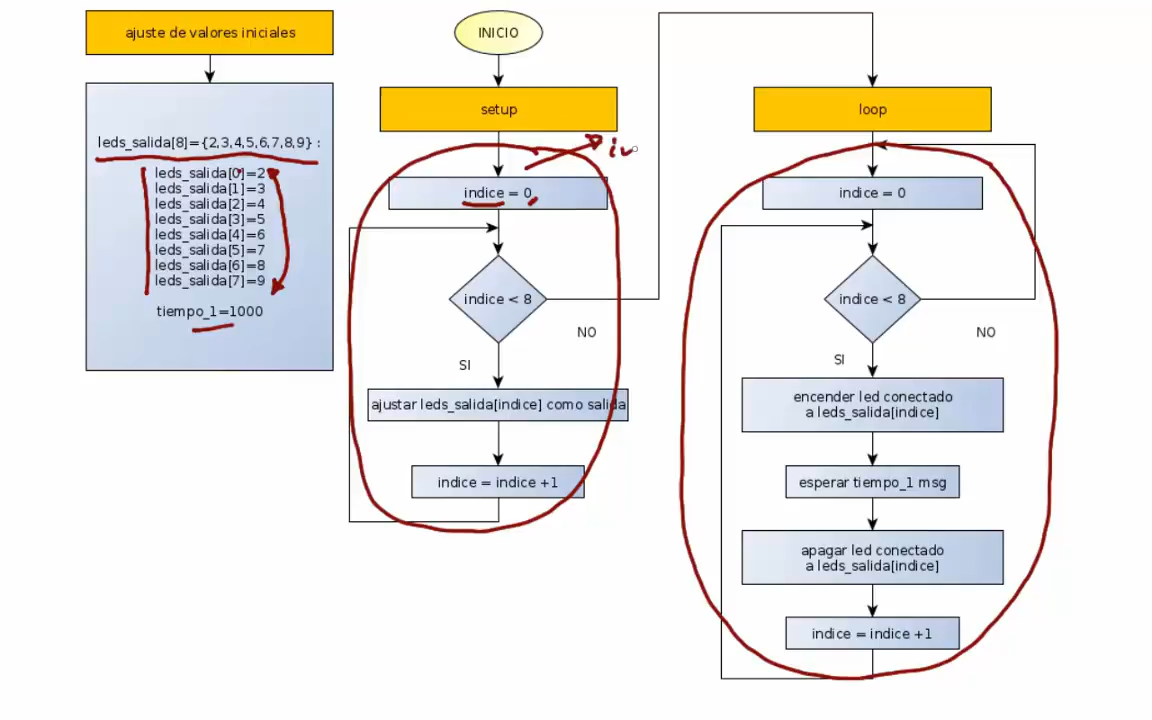 ajuste de valores iniciales
leds_salida[8]={2,3,4,5,6,7,8,9} :
leds_salida[0]=2
leds_salida[1]=3
leds_salida[2]=4
leds_salida[3]=5
leds_salida[4]=6
leds_salida[5]=7
leds_salida[6]=8
leds_salida[7]=9
tiempo_1=1000
INICIO
setup
indice = 0
indice < 8
NO
SI
ajustar leds_salida[indice] como salida
indice = indice +1
loop
indice = 0
indice < 8
NO
SI
encender led conectado
a leds_salida[indice]
esperar tiempo_1 msg
apagar led conectado
a leds_salida[indice]
indice = indice +1